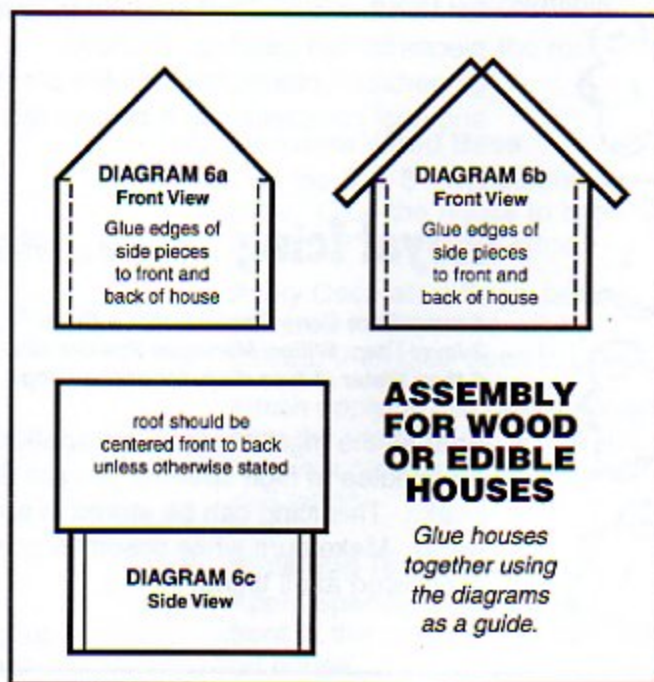 DIAGRAM 6a
Front View
Glue edges of
side pieces
to front and
back of house
DIAGRAM 6b
Front View
Glue edges of
side pieces
to front and
back of house
roof should be
centered front to back
unless otherwise stated
DIAGRAM 6c
Side View
ASSEMBLY
FOR WOOD
OR EDIBLE
HOUSES
Glue houses
together using
the diagrams
as a guide.